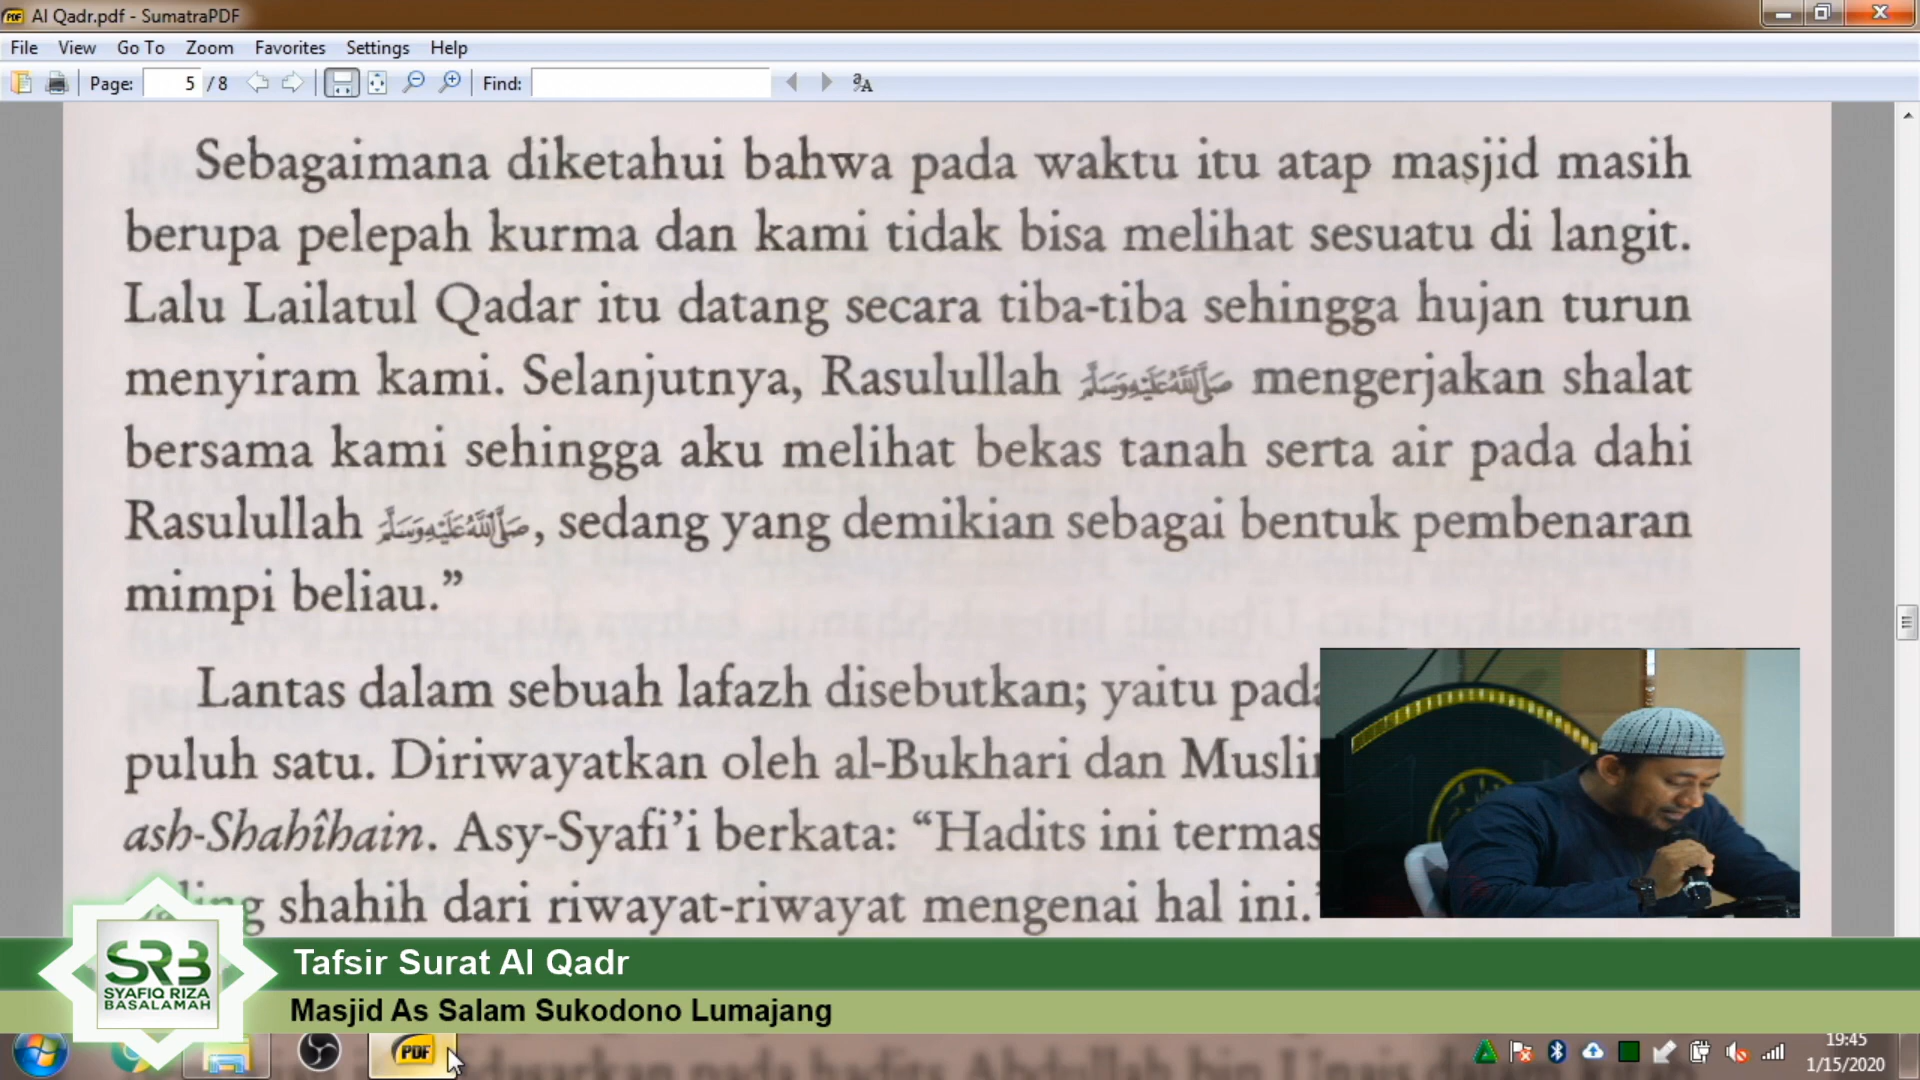 Al Qadr.pdf - SumatraPDF
File View Go To Zoom Favorites Settings Help
Page: 5 / 8 Find:
Sebagaimana diketahui bahwa pada waktu itu atap masjid masih
berupa pelepah kurma dan kami tidak bisa melihat sesuatu di langit.
Lalu Lailatul Qadar itu datang secara tiba-tiba sehingga hujan turun
menyiram kami. Selanjutnya, Rasulullah صلى الله عليه وسلم mengerjakan shalat
bersama kami sehingga aku melihat bekas tanah serta air pada dahi
Rasulullah صلى الله عليه وسلم, sedang yang demikian sebagai bentuk pembenaran
mimpi beliau.”
Lantas dalam sebuah lafazh disebutkan; yaitu pada
puluh satu. Diriwayatkan oleh al-Bukhari dan
ash-Shahîhain. Asy-Syafi’i berkata: “Hadits ini
shahih dari riwayat-riwayat mengenai hal ini.”
SRB
SYAFIQ RIZA
BASALAMAH
Tafsir Surat Al Qadr
Masjid As Salam Sukodono Lumajang
PDF
19:45
1/15/2020